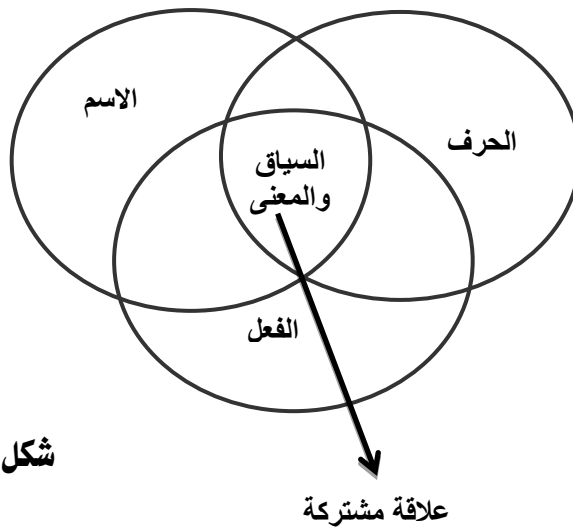 الاسم
الحرف
السياق
والمعنى
الفعل
شكل
علاقة مشتركة